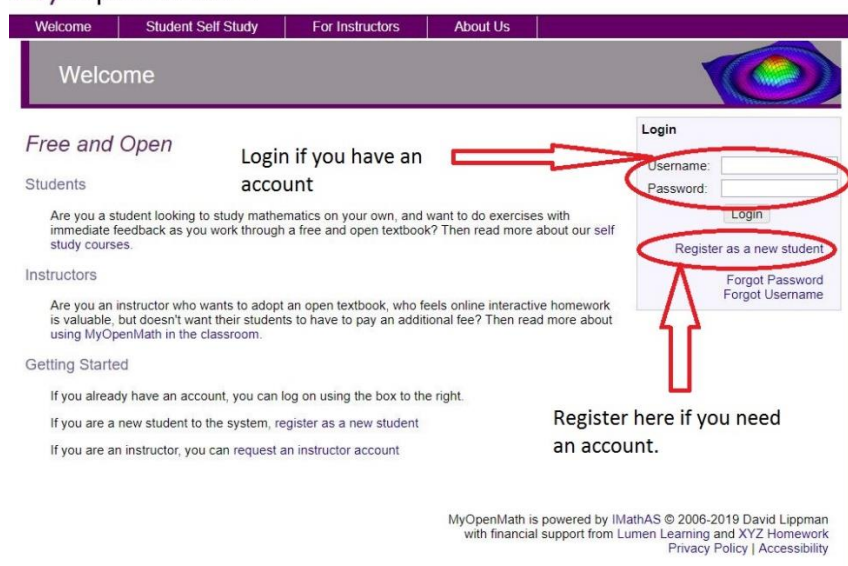 Welcome Student Self Study For Instructors About Us
Welcome
Free and Open
Login if you have an
account
Students
Are you a student looking to study mathematics on your own, and want to do exercises with
immediate feedback as you work through a free and open textbook? Then read more about our self
study courses.
Instructors
Are you an instructor who wants to adopt an open textbook, who feels online interactive homework
is valuable, but doesn't want their students to have to pay an additional fee? Then read more about
using MyOpenMath in the classroom.
Getting Started
If you already have an account, you can log on using the box to the right.
If you are a new student to the system, register as a new student
If you are an instructor, you can request an instructor account
Login
Username:
Password:
Login
Register as a new student
Forgot Password
Forgot Username
Register here if you need
an account.
MyOpenMath is powered by IMathAS © 2006-2019 David Lippman
with financial support from Lumen Learning and XYZ Homework
Privacy Policy | Accessibility